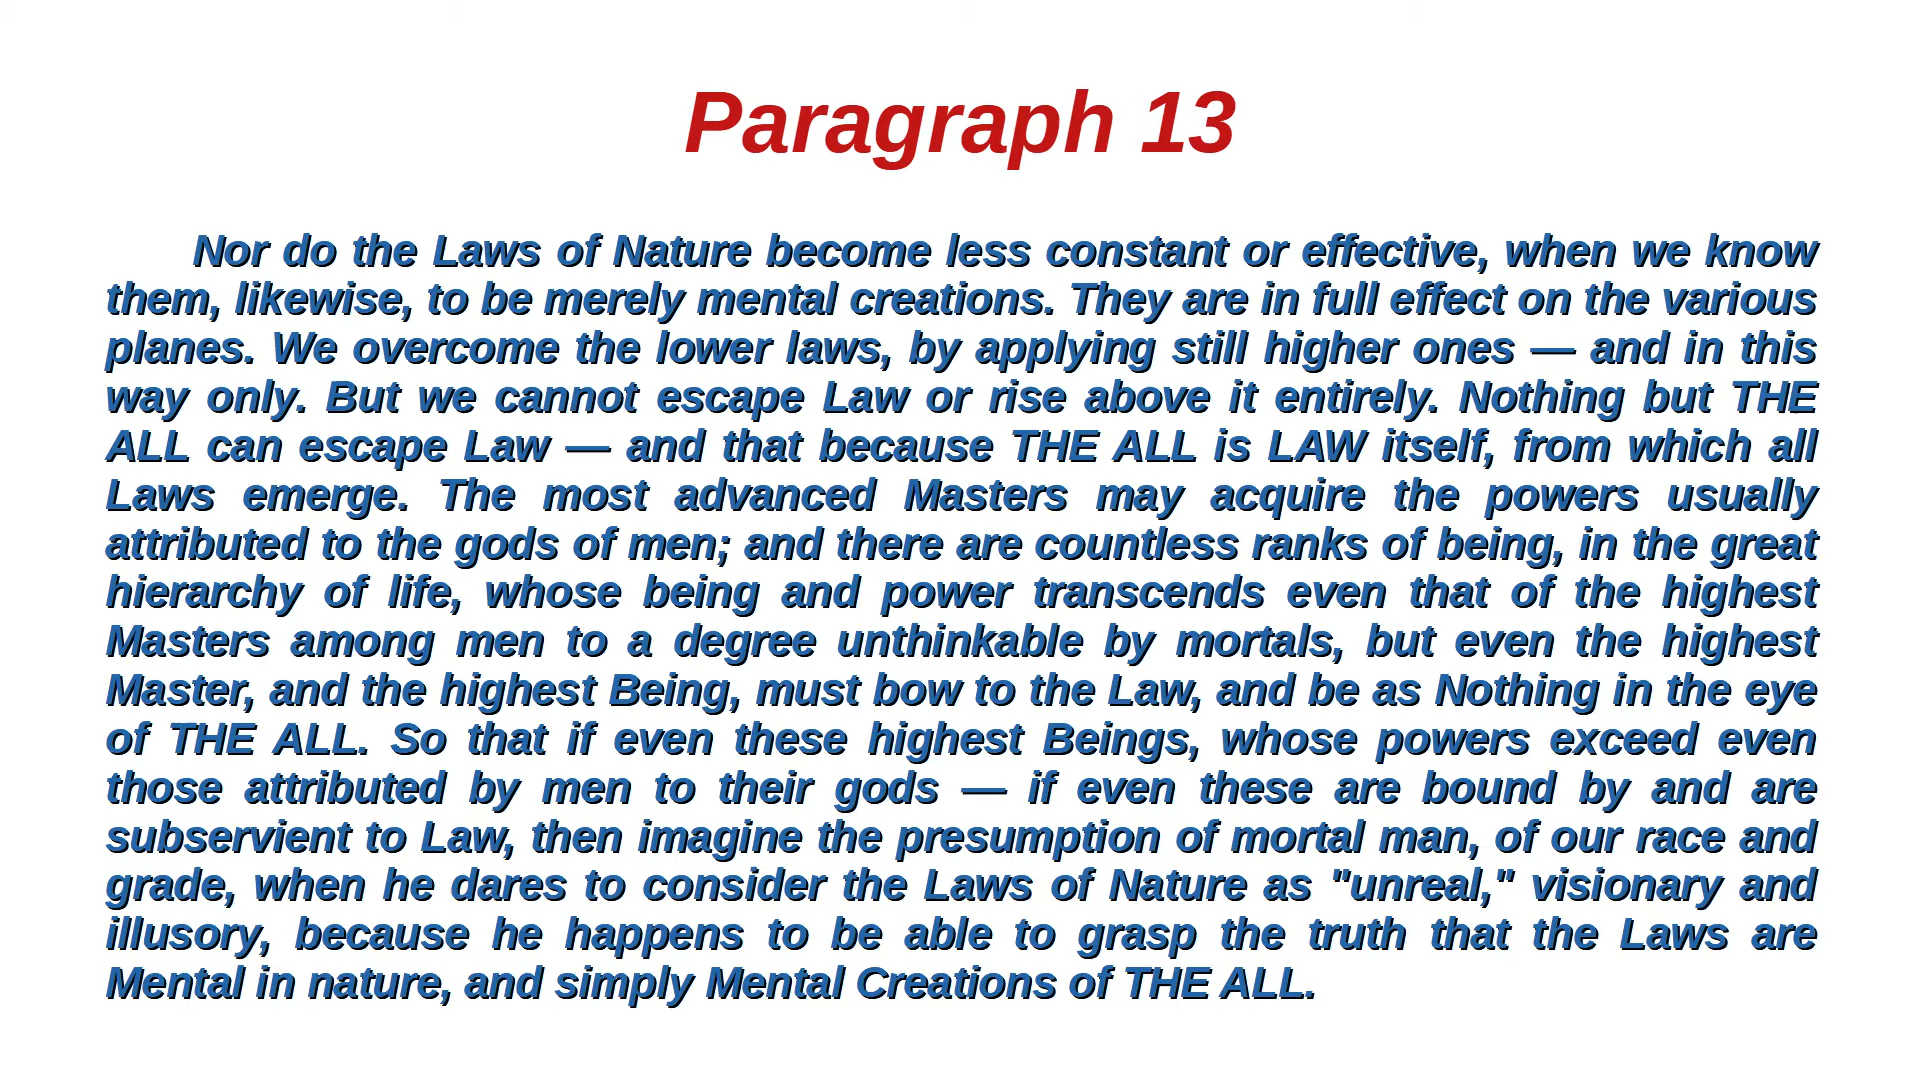 Paragraph 13
Nor do the Laws of Nature become less constant or effective, when we know
them, likewise, to be merely mental creations. They are in full effect on the various
planes. We overcome the lower laws, by applying still higher ones — and in this
way only. But we cannot escape Law or rise above it entirely. Nothing but THE
ALL can escape Law — and that because THE ALL is LAW itself, from which all
Laws emerge. The most advanced Masters may acquire the powers usually
attributed to the gods of men; and there are countless ranks of being, in the great
hierarchy of life, whose being and power transcends even that of the highest
Masters among men to a degree unthinkable by mortals, but even the highest
Master, and the highest Being, must bow to the Law, and be as Nothing in the eye
of THE ALL. So that if even these highest Beings, whose powers exceed even
those attributed by men to their gods — if even these are bound by and are
subservient to Law, then imagine the presumption of mortal man, of our race and
grade, when he dares to consider the Laws of Nature as "unreal," visionary and
illusory, because he happens to be able to grasp the truth that the Laws are
Mental in nature, and simply Mental Creations of THE ALL.